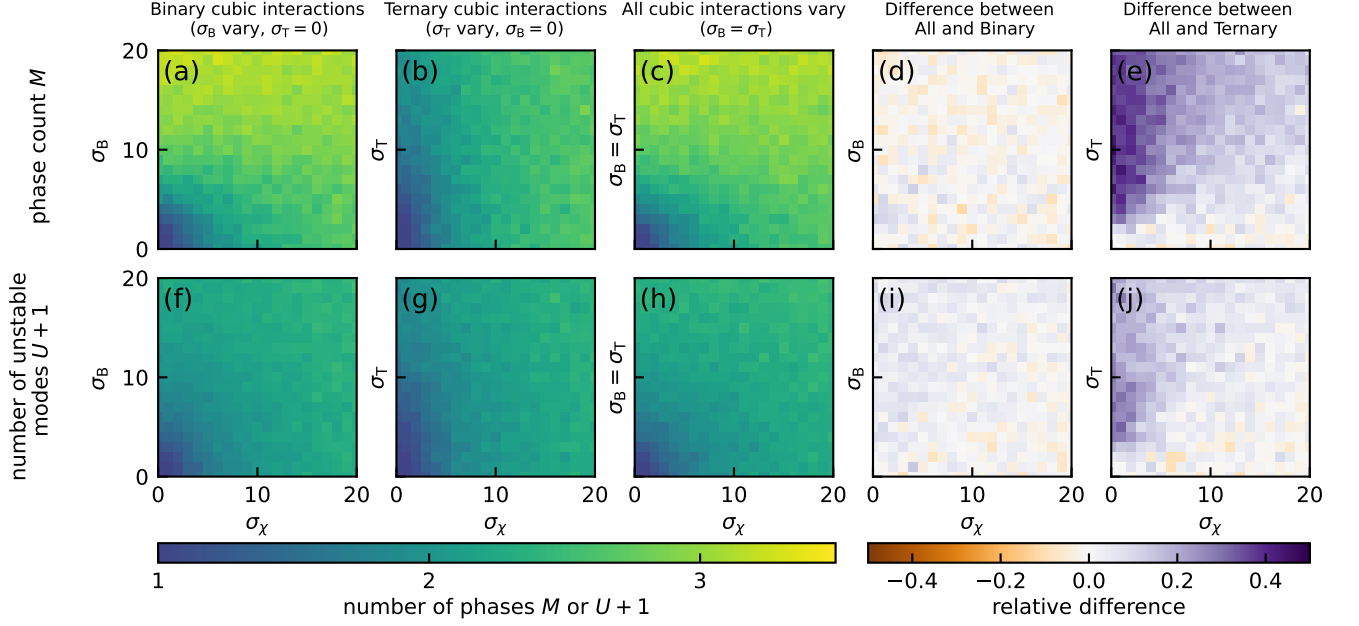 Binary cubic interactions
(σB vary, σT = 0)
Ternary cubic interactions
(σT vary, σB = 0)
All cubic interactions vary
(σB = σT)
Difference between
All and Binary
Difference between
All and Ternary
phase count M
20
10
0
σB
(a)
σT
(b)
σB = σT
(c)
σB
(d)
σT
(e)
number of unstable
modes U + 1
20
10
0
σB
(f)
σT
(g)
σB = σT
(h)
σB
(i)
σT
(j)
0 10 20
0 10 20
0 10 20
0 10 20
0 10 20
σχ
σχ
σχ
σχ
σχ
1 2 3
number of phases M or U + 1
−0.4 −0.2 0.0 0.2 0.4
relative difference